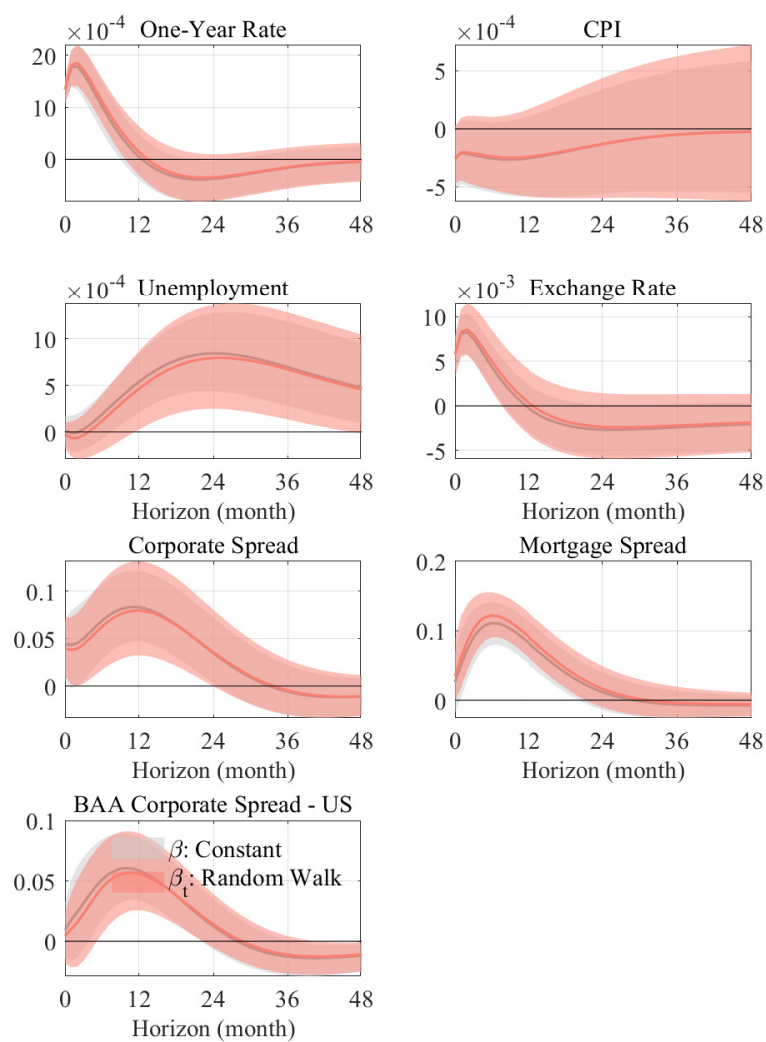 One-Year Rate
×10⁻⁴
20
10
0
0 12 24 36 48
CPI
×10⁻⁴
5
0
-5
0 12 24 36 48
Unemployment
×10⁻⁴
10
5
0
0 12 24 36 48
Horizon (month)
Exchange Rate
×10⁻³
10
5
0
-5
0 12 24 36 48
Horizon (month)
Corporate Spread
0.1
0.05
0
0 12 24 36 48
Horizon (month)
Mortgage Spread
0.2
0.1
0
0 12 24 36 48
Horizon (month)
BAA Corporate Spread - US
0.1
0.05
0
β: Constant
βₜ: Random Walk
0 12 24 36 48
Horizon (month)